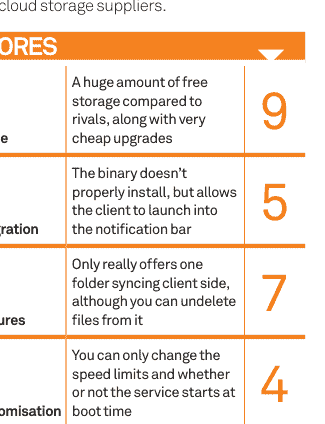 cloud storage suppliers.
ORES
A huge amount of free
storage compared to
rivals, along with very
cheap upgrades
9
e
The binary doesn't
properly install, but allows
the client to launch into
the notification bar
5
ration
Only really offers one
folder syncing client side,
although you can undelete
files from it
7
ures
You can only change the
speed limits and whether
or not the service starts at
boot time
4
omisation